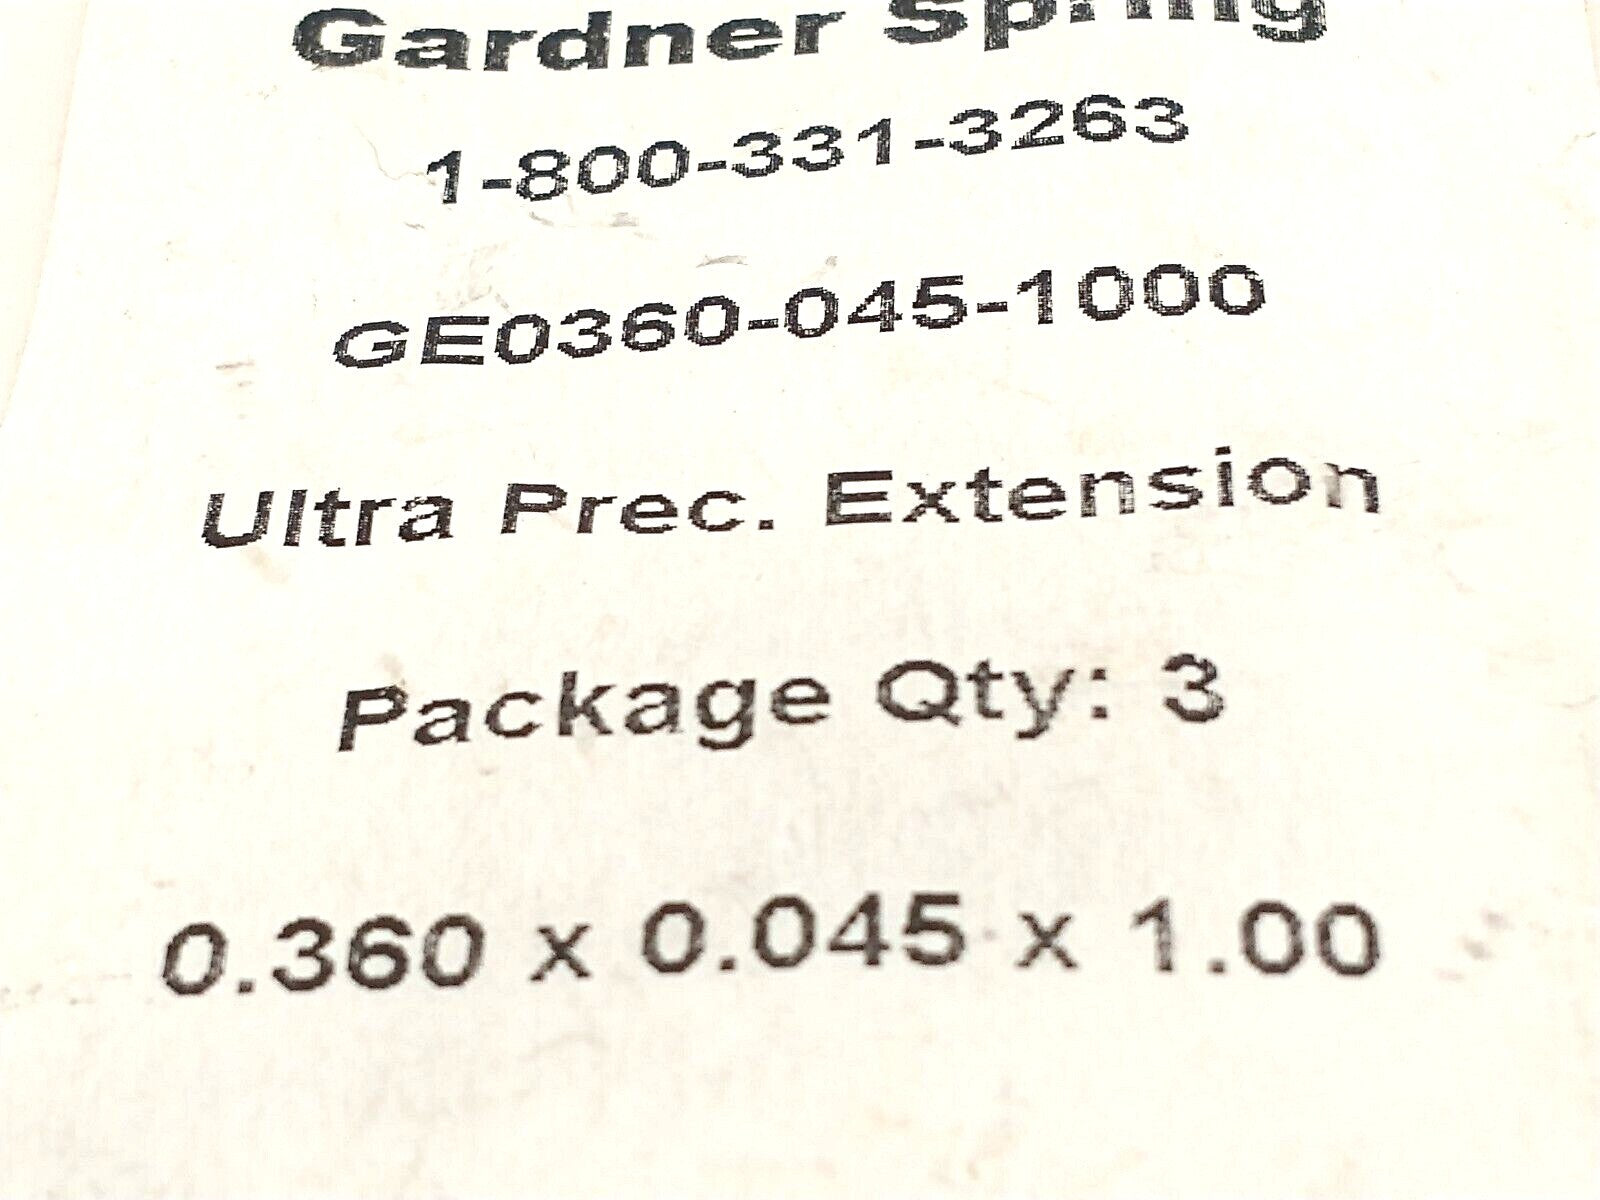 Gardner Spring
1-800-331-3263
GE0360-045-1000
Ultra Prec. Extension
Package Qty: 3
0.360 x 0.045 x 1.00